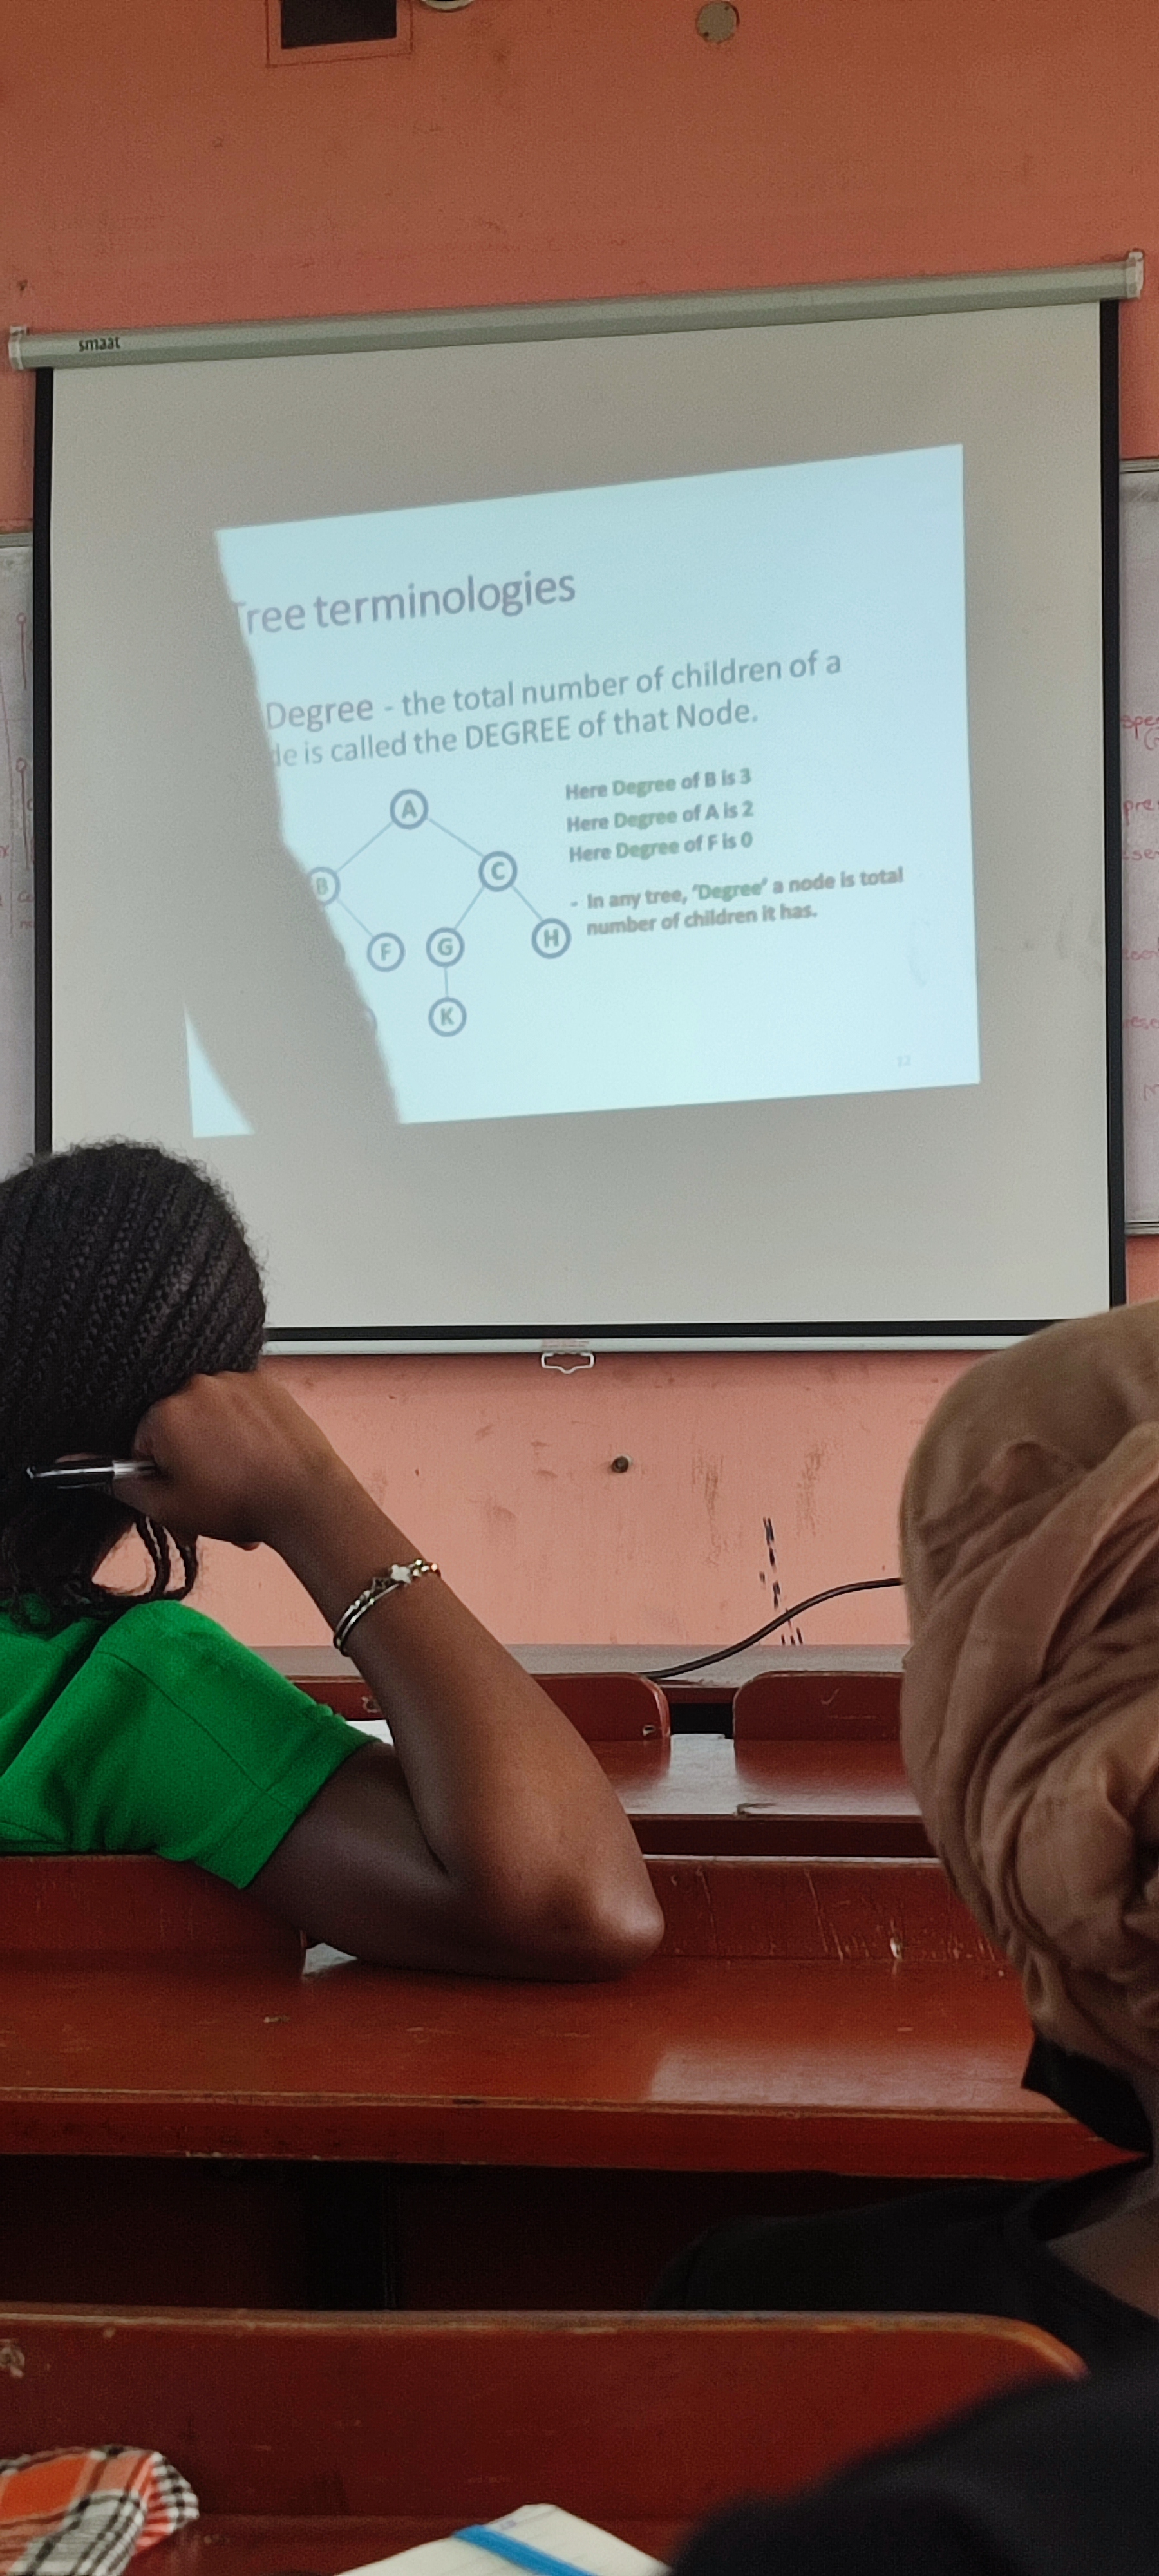 smaat
Tree terminologies
Degree - the total number of children of a
de is called the DEGREE of that Node.
Here Degree of B is 3
Here Degree of A is 2
Here Degree of F is 0
- In any tree, 'Degree' a node is total
number of children it has.
A
B
C
F
G
H
K
12